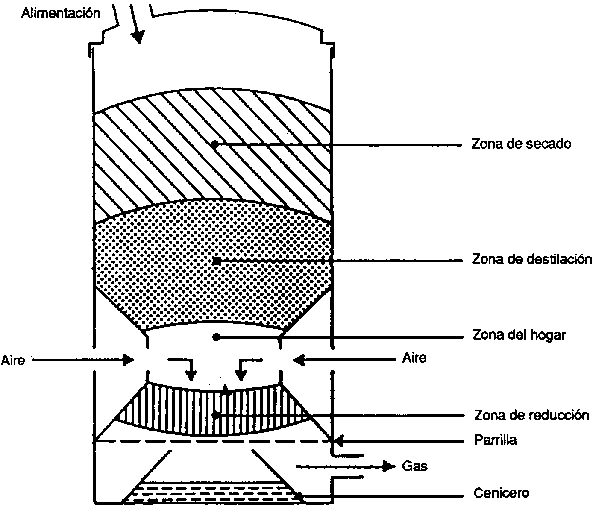 Alimentación
Zona de secado
Zona de destilación
Zona del hogar
Aire
Aire
Zona de reducción
Parrilla
Gas
Cenicero